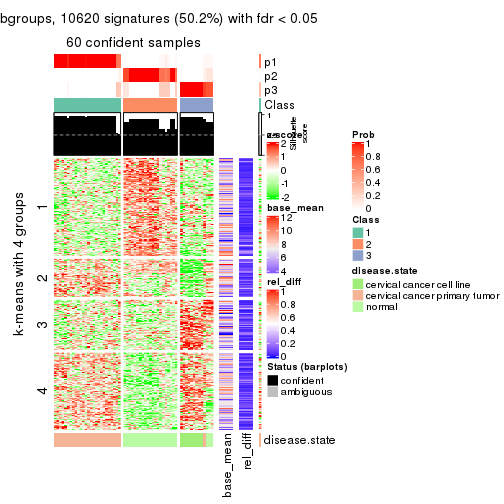 bgroups, 10620 signatures (50.2%) with fdr < 0.05
60 confident samples
p1
p2
p3
Class
1
Silhouette
score
k-means with 4 groups
1
2
3
4
base_mean
rel_diff
disease.state
z-score
2
1
0
-1
-2
base_mean
12
10
8
6
4
rel_diff
1
0.8
0.6
0.4
0.2
0
Status (barplots)
confident
ambiguous
Prob
1
0.8
0.6
0.4
0.2
0
Class
1
2
3
disease.state
cervical cancer cell line
cervical cancer primary tumor
normal